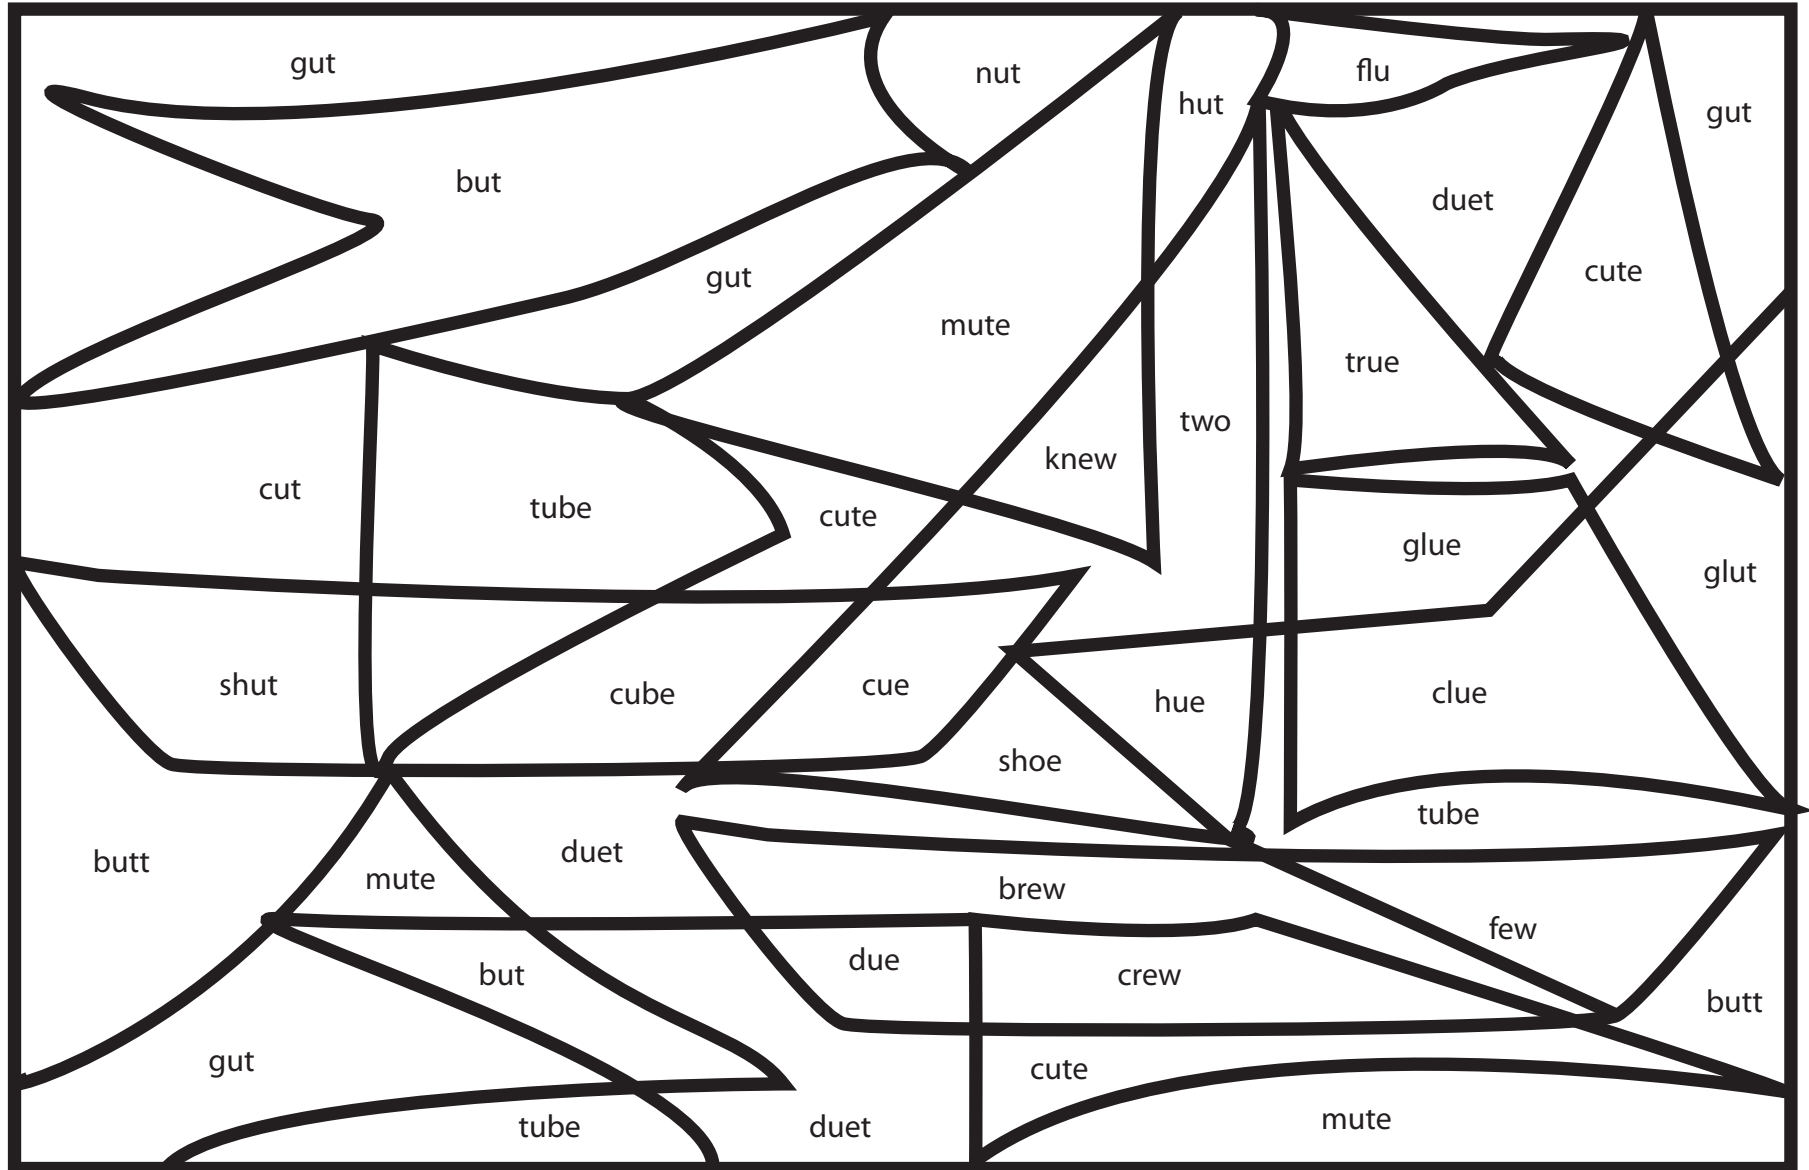 gut
nut
flu
hut
gut
but
duet
gut
cute
mute
true
two
knew
cut
tube
cute
glue
glut
shut
cube
cue
hue
clue
shoe
tube
butt
mute
duet
brew
few
but
due
crew
butt
gut
cute
tube
duet
mute